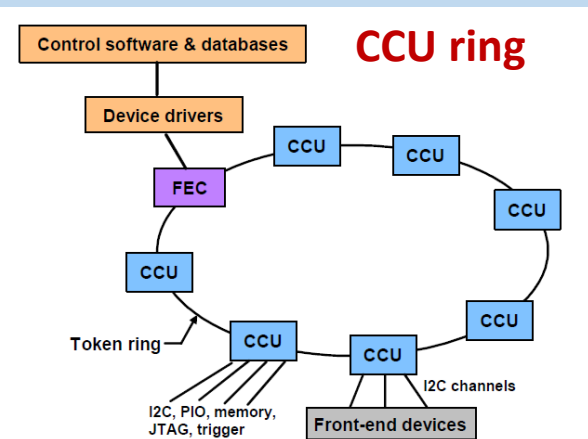 Control software & databases
CCU ring
Device drivers
CCU
CCU
FEC
CCU
CCU
CCU
Token ring
CCU
CCU
I2C channels
I2C, PIO, memory,
JTAG, trigger
Front-end devices